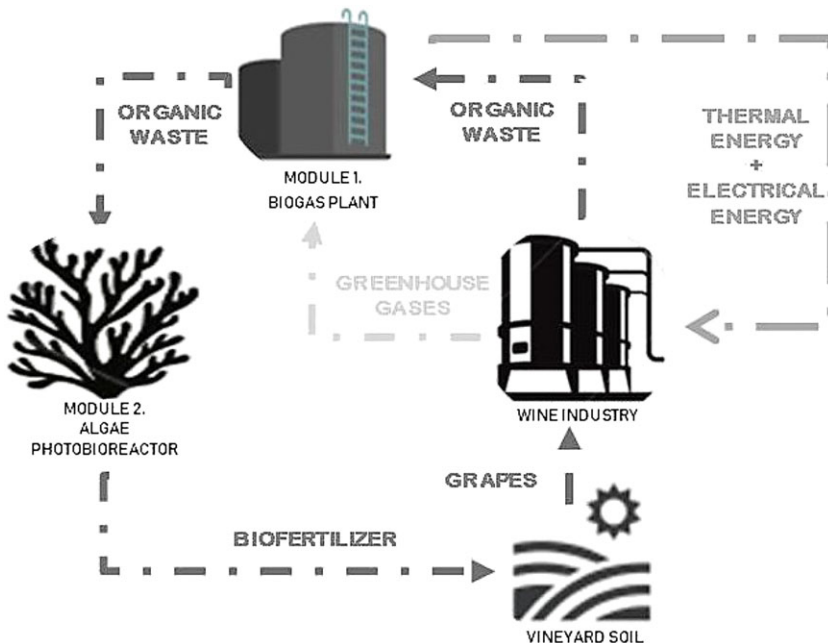 ORGANIC
WASTE
MODULE 1.
BIOGAS PLANT
ORGANIC
WASTE
THERMAL
ENERGY
+
ELECTRICAL
ENERGY
GREENHOUSE
GASES
MODULE 2.
ALGAE
PHOTOBIOREACTOR
WINE INDUSTRY
GRAPES
BIOFERTILIZER
VINEYARD SOIL